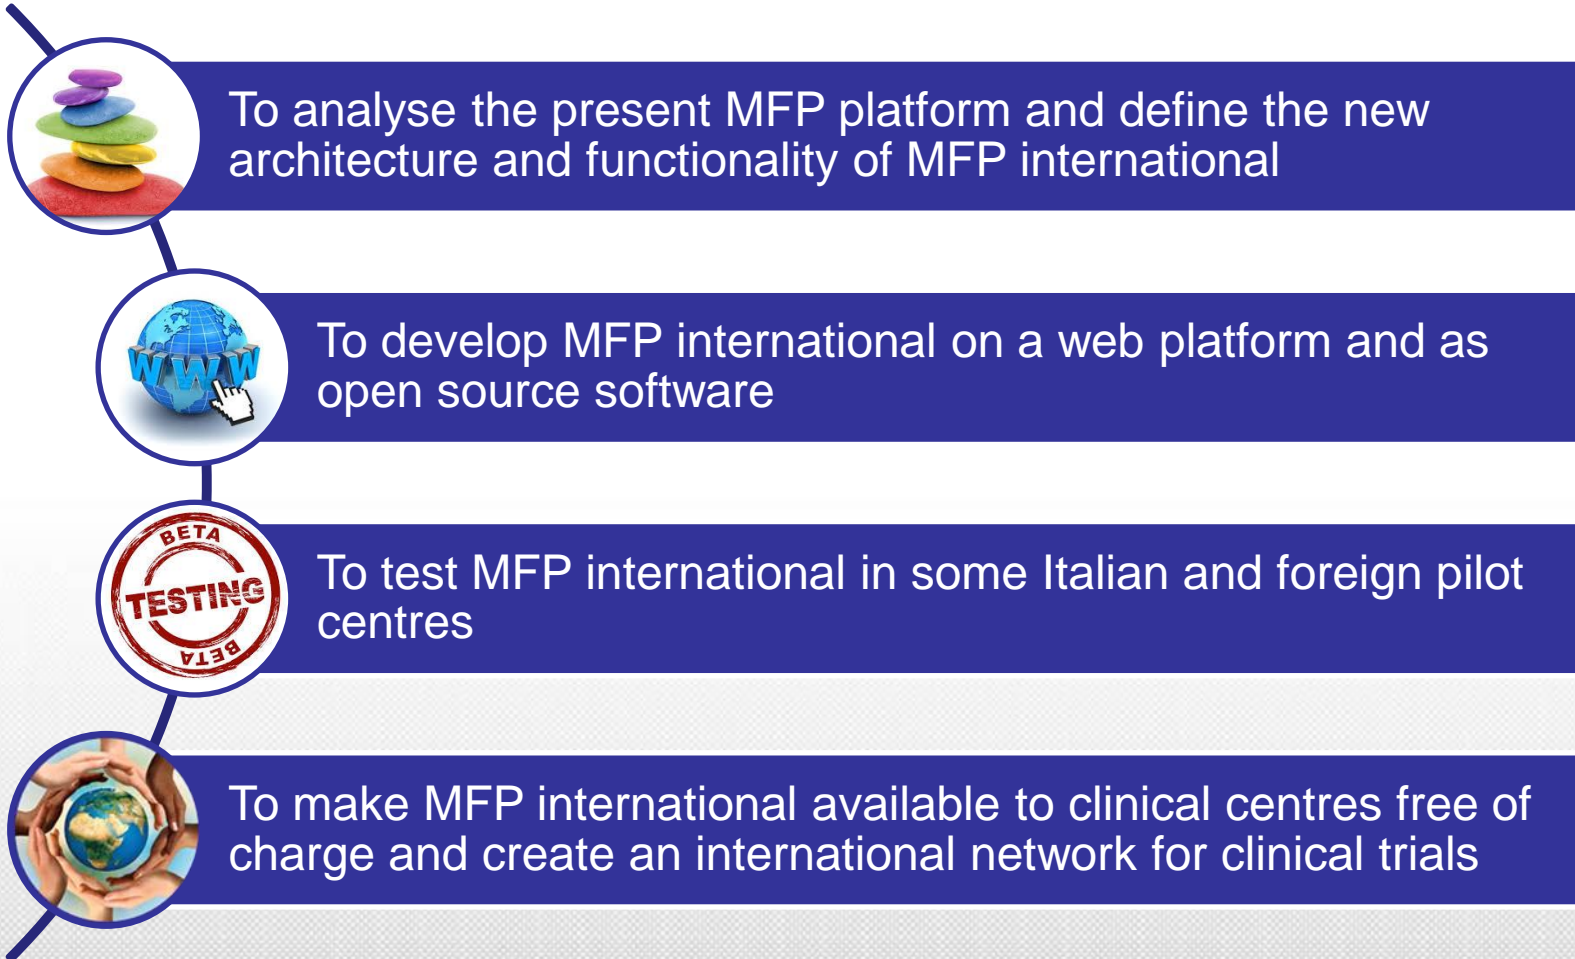 To analyse the present MFP platform and define the new
architecture and functionality of MFP international
WWW
To develop MFP international on a web platform and as
open source software
BETA
TESTING
BETA
To test MFP international in some Italian and foreign pilot
centres
To make MFP international available to clinical centres free of
charge and create an international network for clinical trials